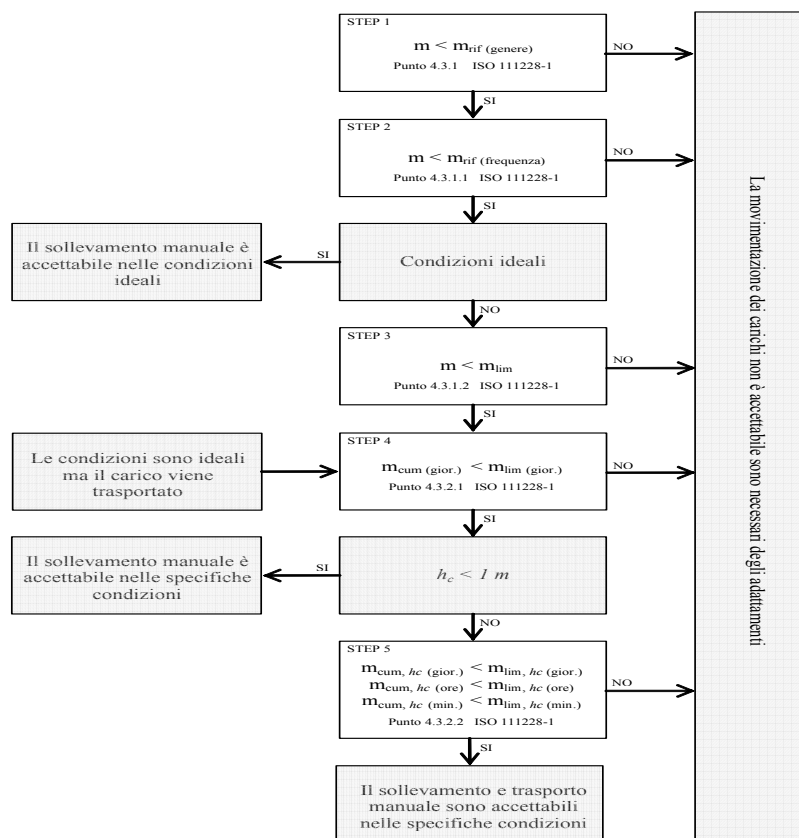 STEP 1
m < mrif (genere)
Punto 4.3.1 ISO 111228-1
NO
SI
STEP 2
m < mrif (frequenza)
Punto 4.3.1.1 ISO 111228-1
NO
SI
Il sollevamento manuale è
accettabile nelle condizioni
ideali
SI
Condizioni ideali
NO
STEP 3
m < mlim
Punto 4.3.1.2 ISO 111228-1
NO
SI
Le condizioni sono ideali
ma il carico viene
trasportato
STEP 4
mcum (gior.) < mlim (gior.)
Punto 4.3.2.1 ISO 111228-1
NO
SI
Il sollevamento manuale è
accettabile nelle specifiche
condizioni
SI
hc < 1 m
NO
STEP 5
mcum, hc (gior.) < mlim, hc (gior.)
mcum, hc (ore) < mlim, hc (ore)
mcum, hc (min.) < mlim, hc (min.)
Punto 4.3.2.2 ISO 111228-1
NO
SI
Il sollevamento e trasporto
manuale sono accettabili
nelle specifiche condizioni
La movimentazione dei carichi non è accettabile sono necessari degli adattamenti